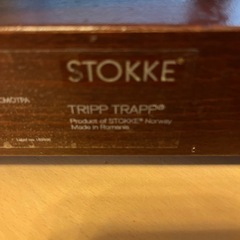 STOKKE®
TRIPP TRAPP®
Product of STOKKE® Norway
Made in Romania